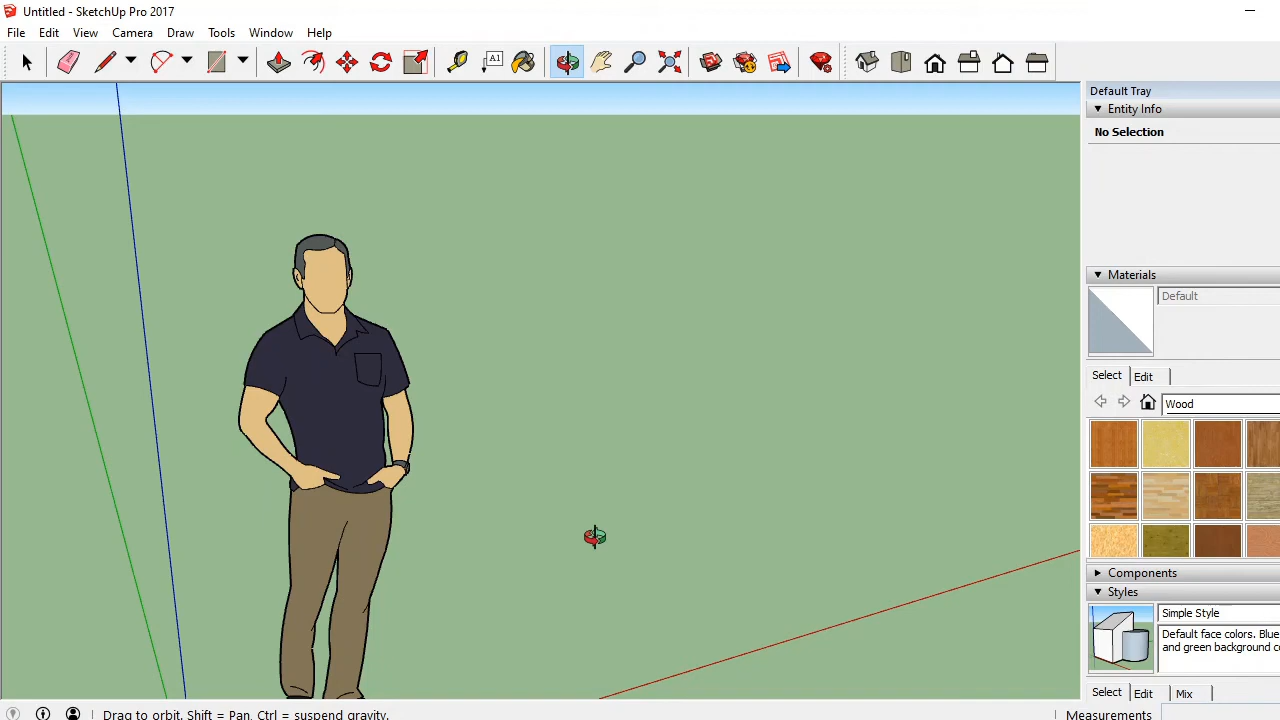 Untitled - SketchUp Pro 2017
File Edit View Camera Draw Tools Window Help
A1
Default Tray
Entity Info
No Selection
Materials
Default
Select Edit
Wood
Components
Styles
Simple Style
Default face colors. Blue
and green background co
Select Edit Mix
Drag to orbit. Shift = Pan, Ctrl = suspend gravity.
Measurements